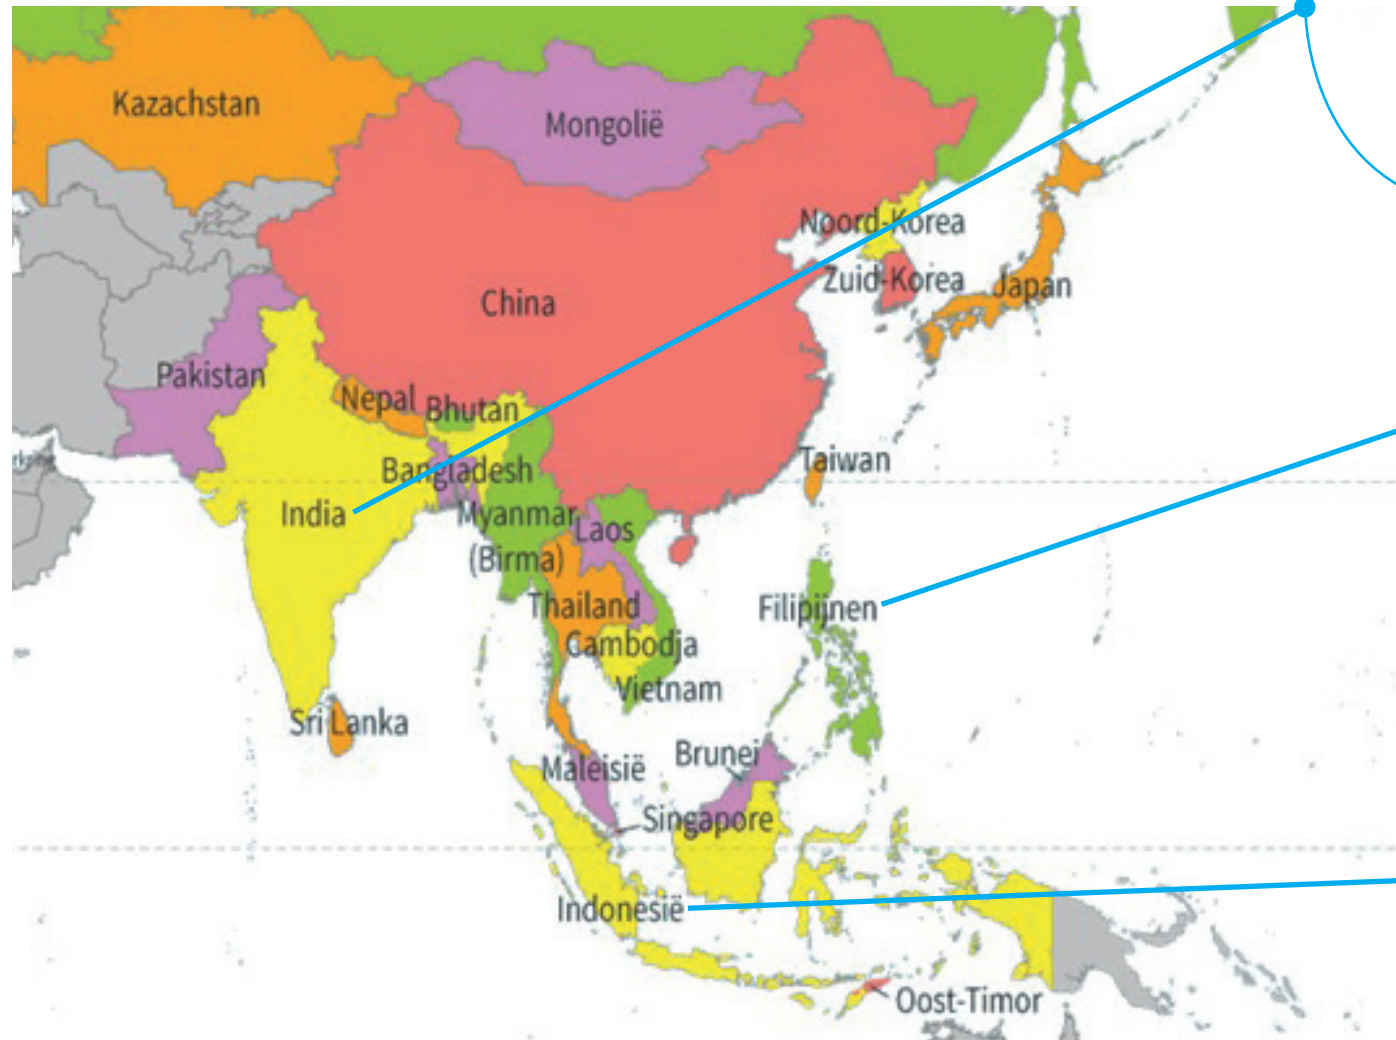 Kazachstan
Mongolië
Noord-Korea
Zuid-Korea
Japan
China
Pakistan
Nepal
Bhutan
Bangladesh
Taiwan
India
Myanmar
(Birma)
Laos
Thailand
Filipijnen
Cambodja
Vietnam
Sri Lanka
Brunei
Maleisië
Singapore
Indonesië
Oost-Timor